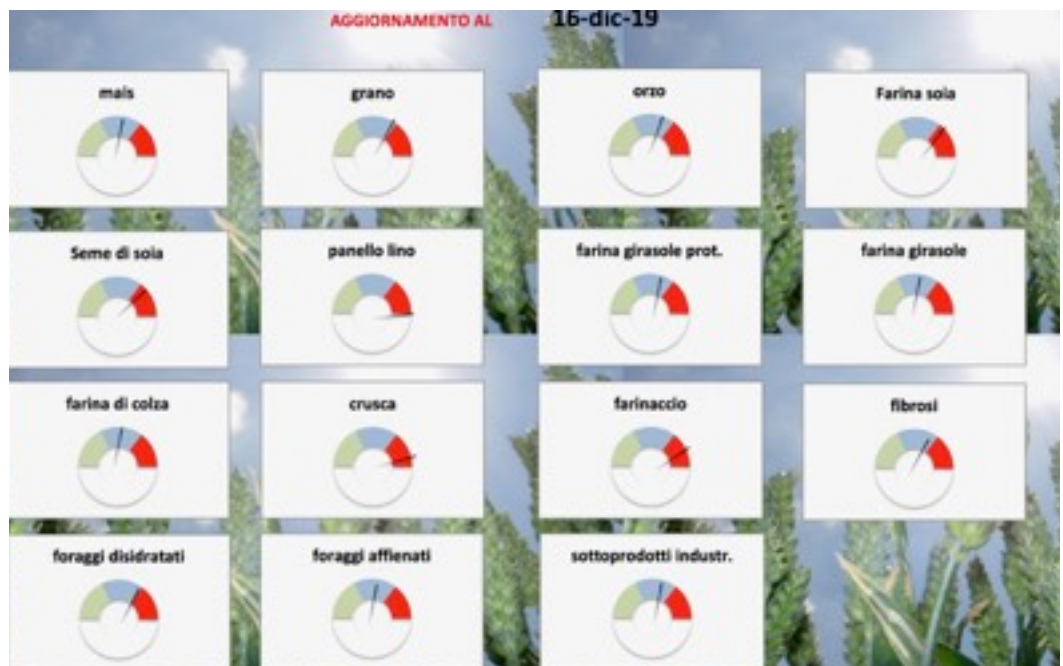 AGGIORNAMENTO AL 16-dic-19
mais
grano
orzo
Farina soia
Seme di soia
panello lino
farina girasole prot.
farina girasole
farina di colza
crusca
farinaccio
fibrosi
foraggi disidratati
foraggi affienati
sottoprodotti industr.